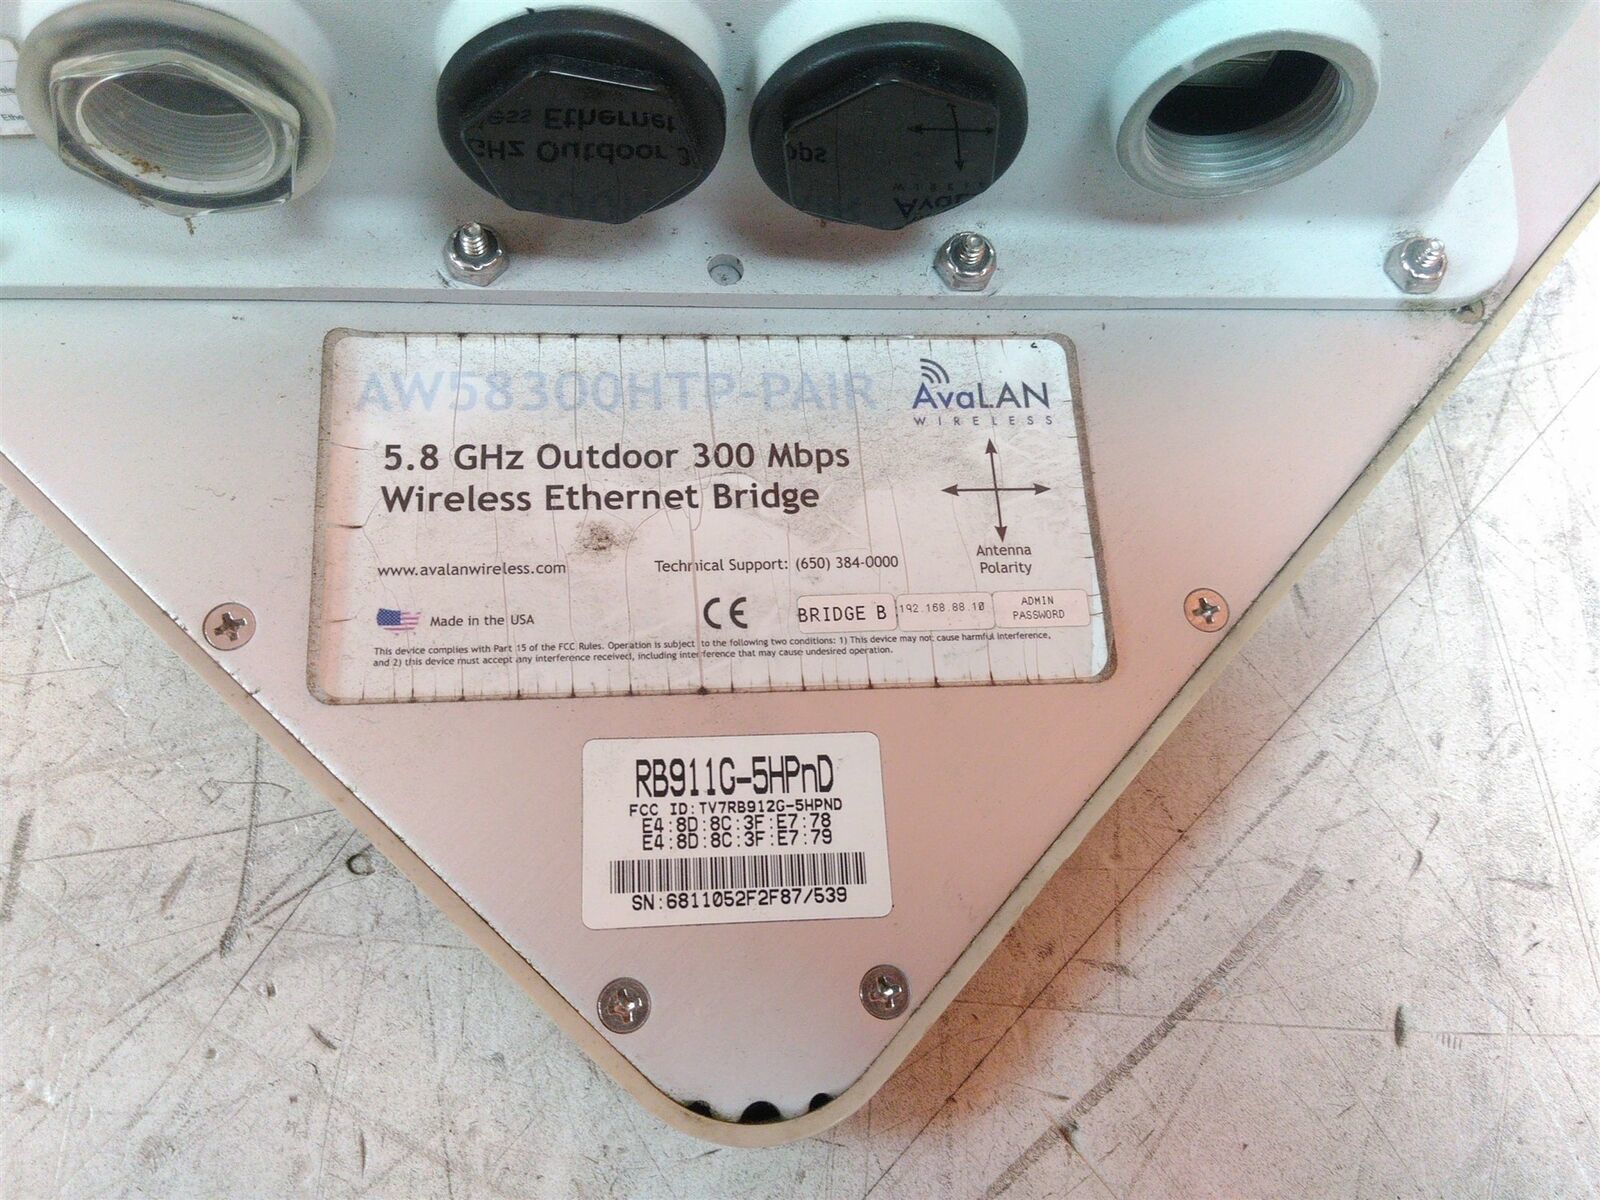 AW58300HTP-PAIR
AvaLAN
WIRELESS
5.8 GHz Outdoor 300 Mbps
Wireless Ethernet Bridge
Antenna
Polarity
www.avalanwireless.com
Technical Support: (650) 384-0000
Made in the USA
CE
BRIDGE B
192.168.88.10
ADMIN
PASSWORD
This device complies with Part 15 of the FCC Rules. Operation is subject to the following two conditions: 1) This device may not cause harmful interference,
and 2) this device must accept any interference received, including interference that may cause undesired operation.
RB911G-5HPnD
FCC ID:TV7RB912G-5HPND
E4:8D:8C:3F:E7:78
E4:8D:8C:3F:E7:79
SN:6811052F2F87/539